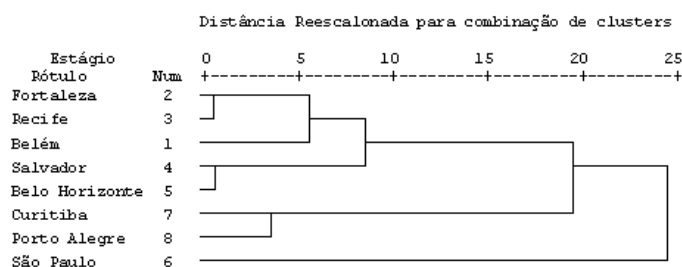 Distância Reescalonada para combinação de clusters
Estágio 0 5 10 15 20 25
Rótulo Num +---------+---------+---------+---------+---------+
Fortaleza 2
Recife 3
Belém 1
Salvador 4
Belo Horizonte 5
Curitiba 7
Porto Alegre 8
São Paulo 6